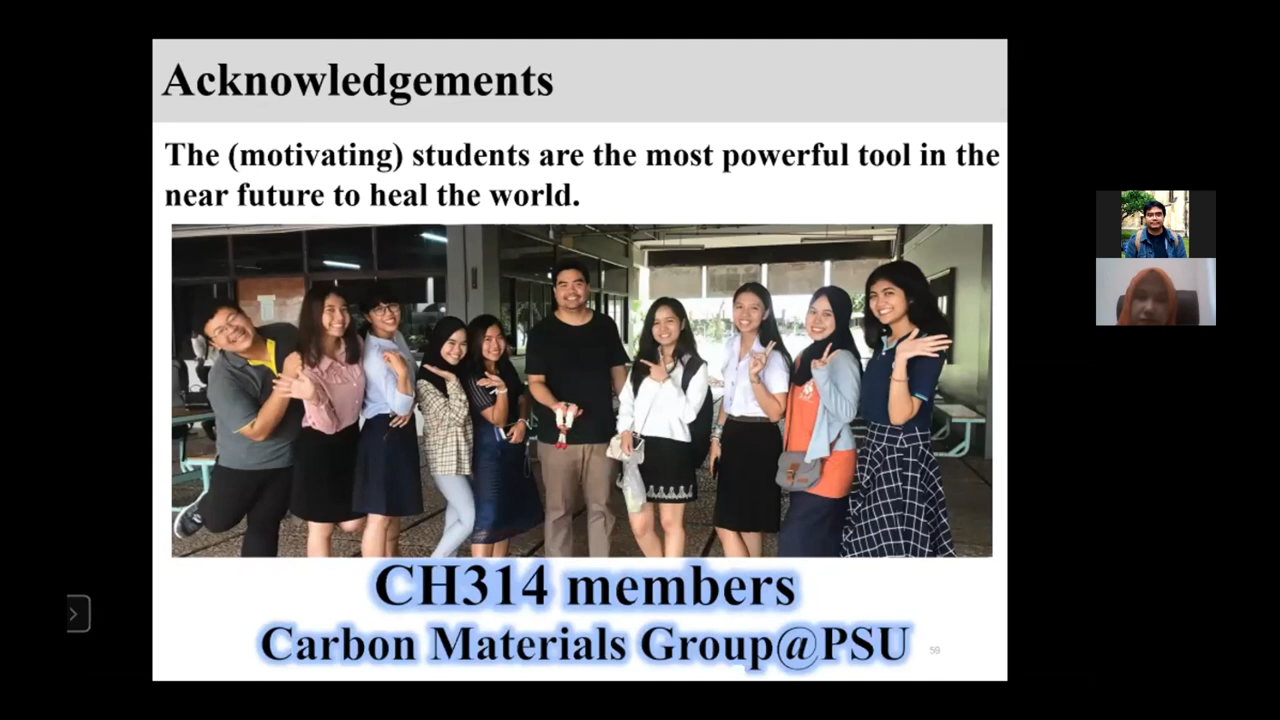 Acknowledgements
The (motivating) students are the most powerful tool in the
near future to heal the world.
CH314 members
Carbon Materials Group@PSU
59